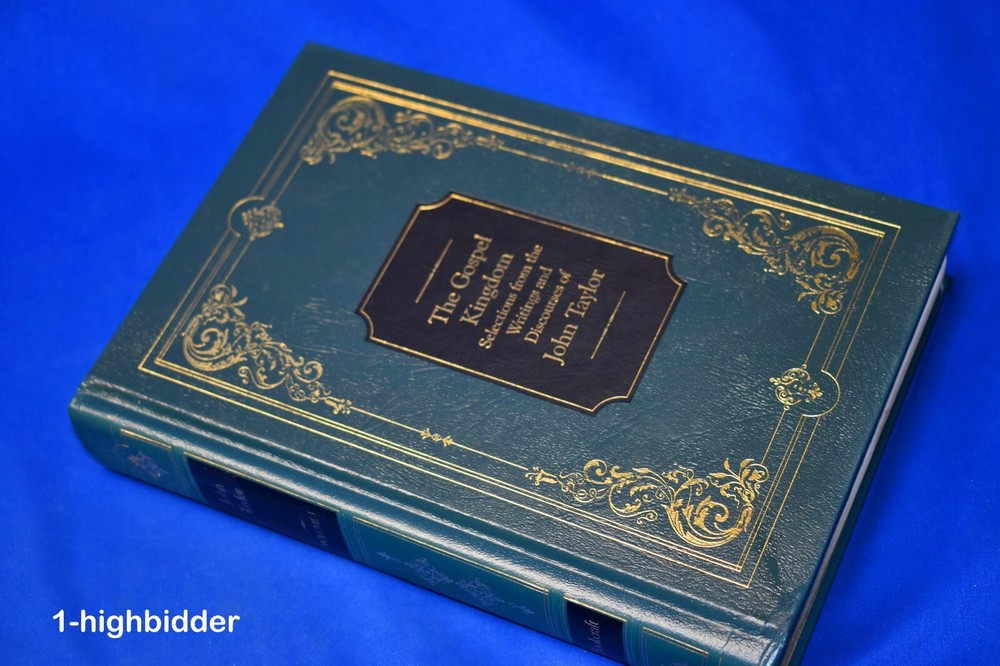 The Gospel
Kingdom
Selections from the
Writings and
Discourses of
John Taylor
1-highbidder